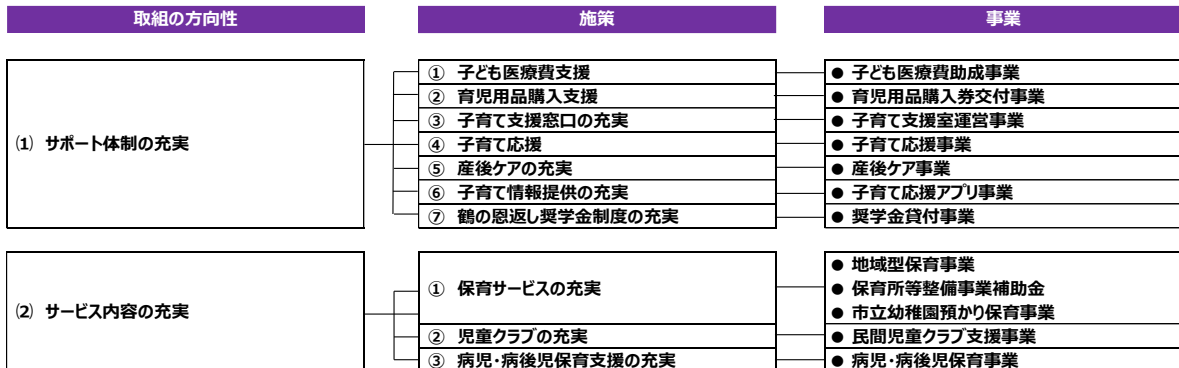 取組の方向性 施策 事業
⑴ サポート体制の充実
① 子ども医療費支援 ● 子ども医療費助成事業
② 育児用品購入支援 ● 育児用品購入券交付事業
③ 子育て支援窓口の充実 ● 子育て支援室運営事業
④ 子育て応援 ● 子育て応援事業
⑤ 産後ケアの充実 ● 産後ケア事業
⑥ 子育て情報提供の充実 ● 子育て応援アプリ事業
⑦ 鶴の恩返し奨学金制度の充実 ● 奨学金貸付事業
⑵ サービス内容の充実
① 保育サービスの充実
● 地域型保育事業
● 保育所等整備事業補助金
● 市立幼稚園預かり保育事業
② 児童クラブの充実 ● 民間児童クラブ支援事業
③ 病児・病後児保育支援の充実 ● 病児・病後児保育事業